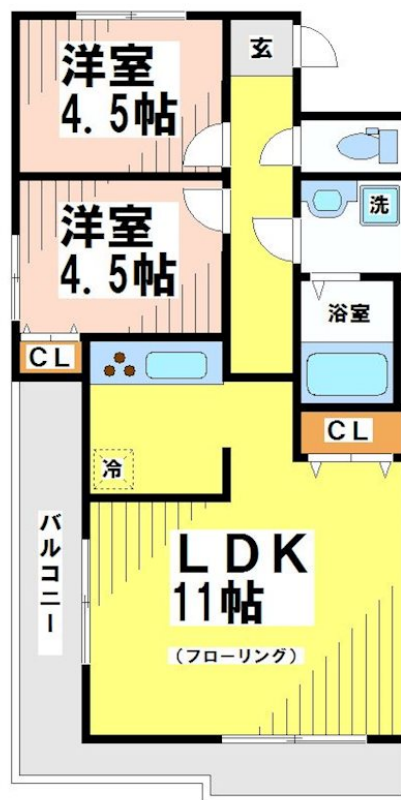 洋室
4.5帖
玄
洋室
4.5帖
洗
浴室
CL
CL
冷
バルコニー
LDK
11帖
(フローリング)